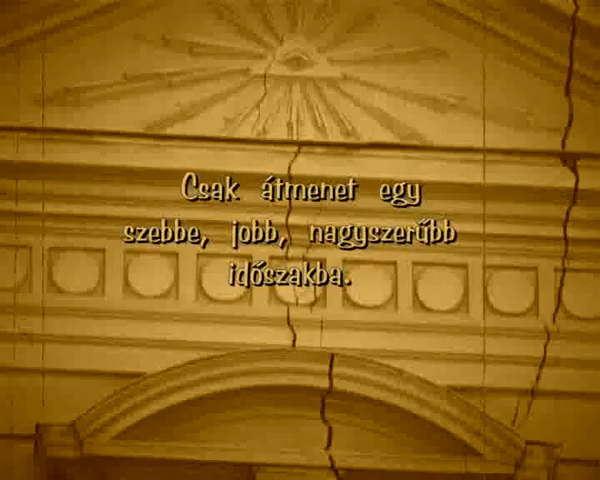 Csak átmenet egy
szebbe, jobb, nagyszerűbb
időszakba.